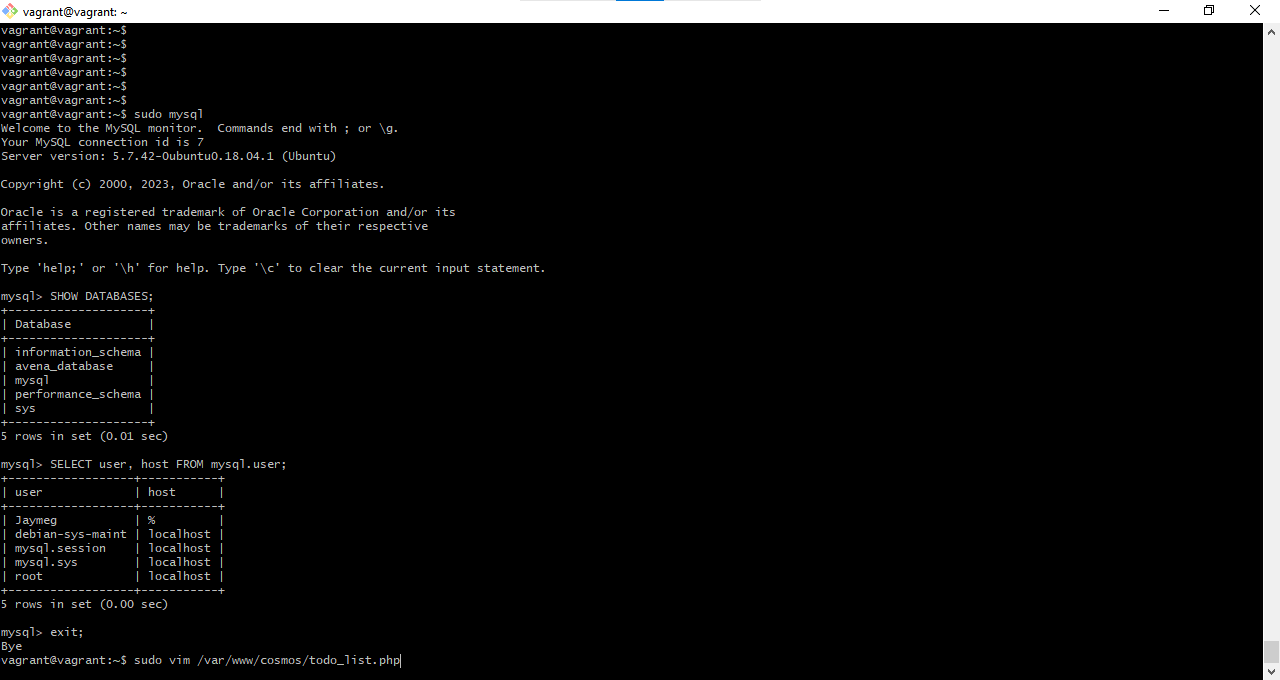 vagrant@vagrant: ~
vagrant@vagrant:~$
vagrant@vagrant:~$
vagrant@vagrant:~$
vagrant@vagrant:~$
vagrant@vagrant:~$
vagrant@vagrant:~$
vagrant@vagrant:~$ sudo mysql
Welcome to the MySQL monitor.  Commands end with ; or \g.
Your MySQL connection id is 7
Server version: 5.7.42-0ubuntu0.18.04.1 (Ubuntu)

Copyright (c) 2000, 2023, Oracle and/or its affiliates.

Oracle is a registered trademark of Oracle Corporation and/or its
affiliates. Other names may be trademarks of their respective
owners.

Type 'help;' or '\h' for help. Type '\c' to clear the current input statement.

mysql> SHOW DATABASES;
+--------------------+
| Database           |
+--------------------+
| information_schema |
| avena_database     |
| mysql              |
| performance_schema |
| sys                |
+--------------------+
5 rows in set (0.01 sec)

mysql> SELECT user, host FROM mysql.user;
+------------------+-----------+
| user             | host      |
+------------------+-----------+
| Jaymeg           | %         |
| debian-sys-maint | localhost |
| mysql.session    | localhost |
| mysql.sys        | localhost |
| root             | localhost |
+------------------+-----------+
5 rows in set (0.00 sec)

mysql> exit;
Bye
vagrant@vagrant:~$ sudo vim /var/www/cosmos/todo_list.php